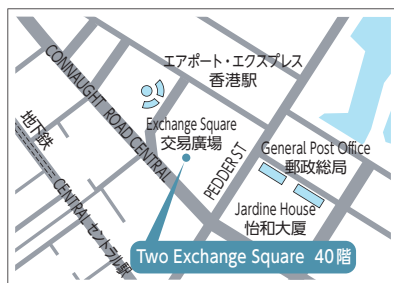 エアポート・エクスプレス
香港駅
CONNAUGHT ROAD CENTRAL
Exchange Square
交易廣場
地下鉄
CENTRAL セントラル駅
PEDDER ST
General Post Office
郵政総局
Jardine House
怡和大厦
Two Exchange Square 40階